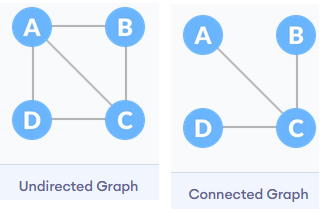 A B A B
D C D C
Undirected Graph
Connected Graph